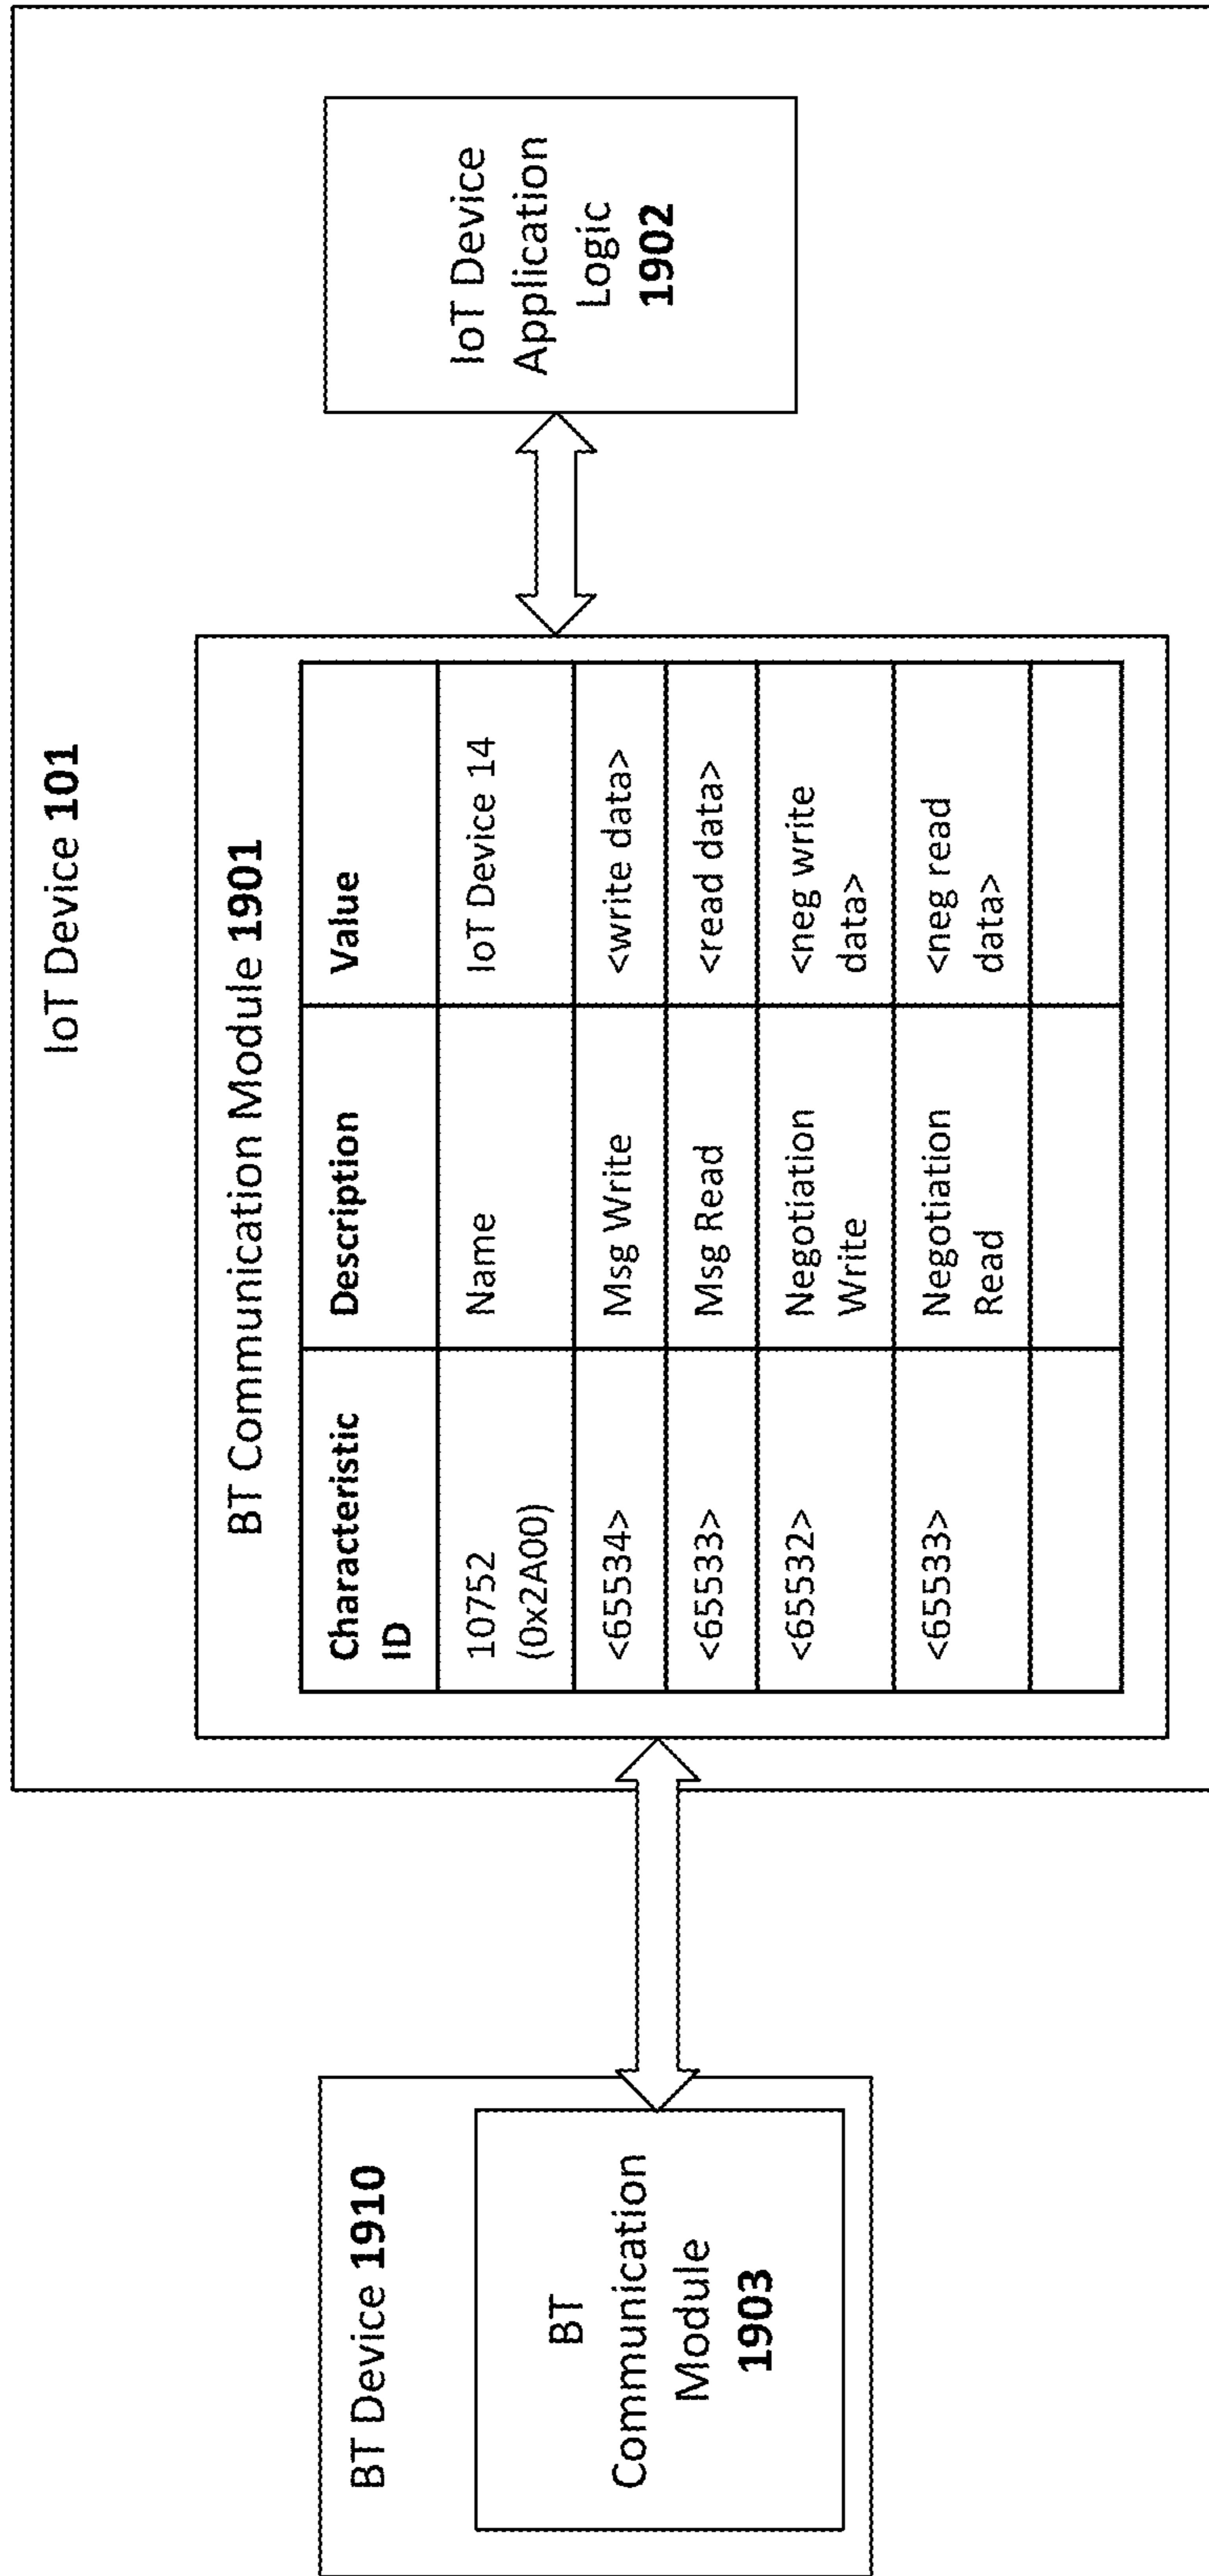 IoT Device 101
BT Device 1910
BT
Communication
Module
1903
BT Communication Module 1901
Characteristic ID Description Value
10752 (0x2A00) Name IoT Device 14
<65534> Msg Write <write data>
<65533> Msg Read <read data>
<65532> Negotiation Write <neg write data>
<65533> Negotiation Read <neg read data>
IoT Device
Application
Logic
1902